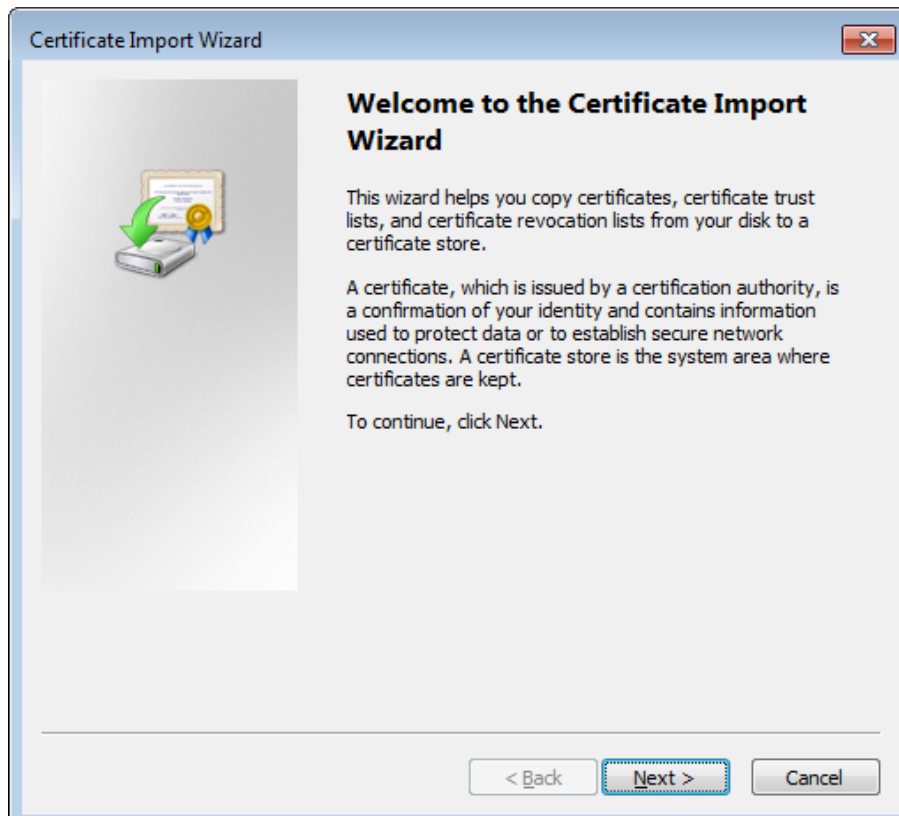 Certificate Import Wizard
Welcome to the Certificate Import
Wizard
This wizard helps you copy certificates, certificate trust
lists, and certificate revocation lists from your disk to a
certificate store.
A certificate, which is issued by a certification authority, is
a confirmation of your identity and contains information
used to protect data or to establish secure network
connections. A certificate store is the system area where
certificates are kept.
To continue, click Next.
< Back
Next >
Cancel